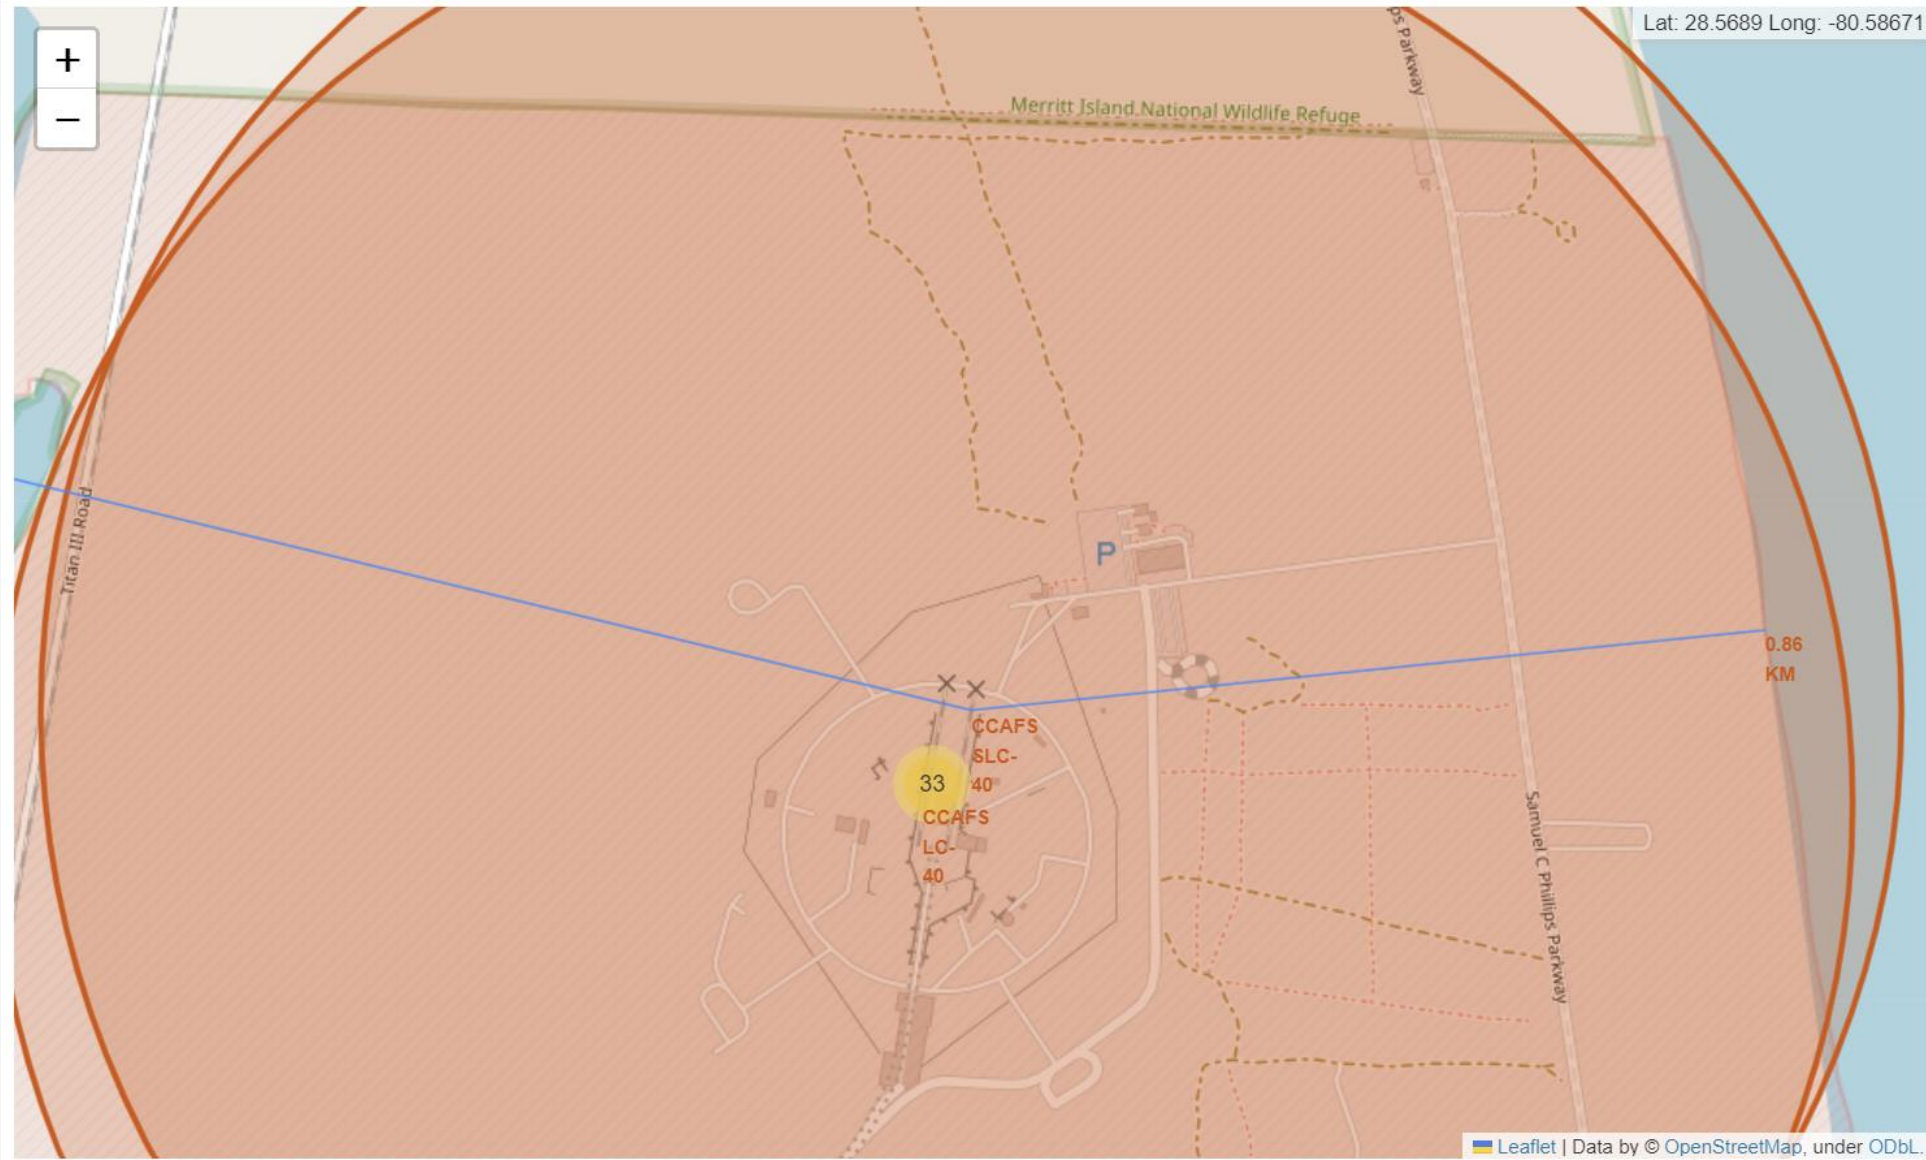 +
−
Lat: 28.5689 Long: -80.58671
ps Parkway
Merritt Island National Wildlife Refuge
Titan III Road
P
0.86
KM
CCAFS
SLC-
40
33
CCAFS
LC-
40
Samuel C Phillips Parkway
Leaflet | Data by © OpenStreetMap, under ODbL.